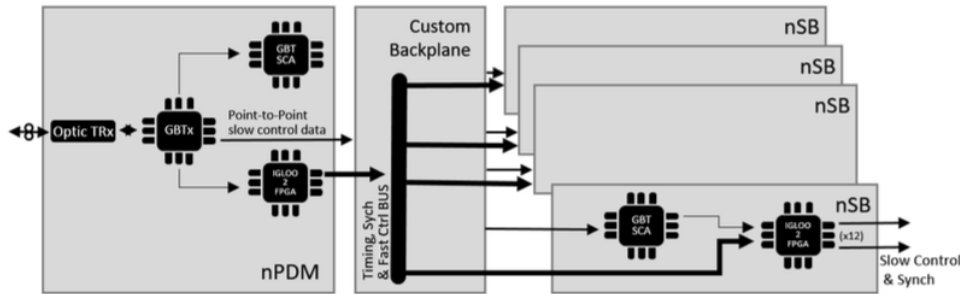 GBT
SCA
Optic TRx
GBTx
Point-to-Point
slow control data
IGLOO
2
FPGA
nPDM
Custom
Backplane
Timing, Sych
& Fast Ctrl BUS
nSB
nSB
nSB
nSB
GBT
SCA
IGLOO
2
FPGA
(x12)
Slow Control
& Synch